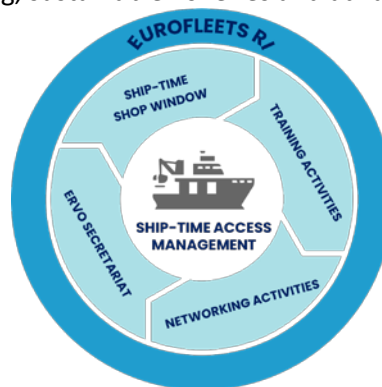 EUROFLEETS RI
SHIP-TIME
SHOP WINDOW
TRAINING ACTIVITIES
SHIP-TIME ACCESS
MANAGEMENT
ERVO SECRETARIAT
NETWORKING ACTIVITIES